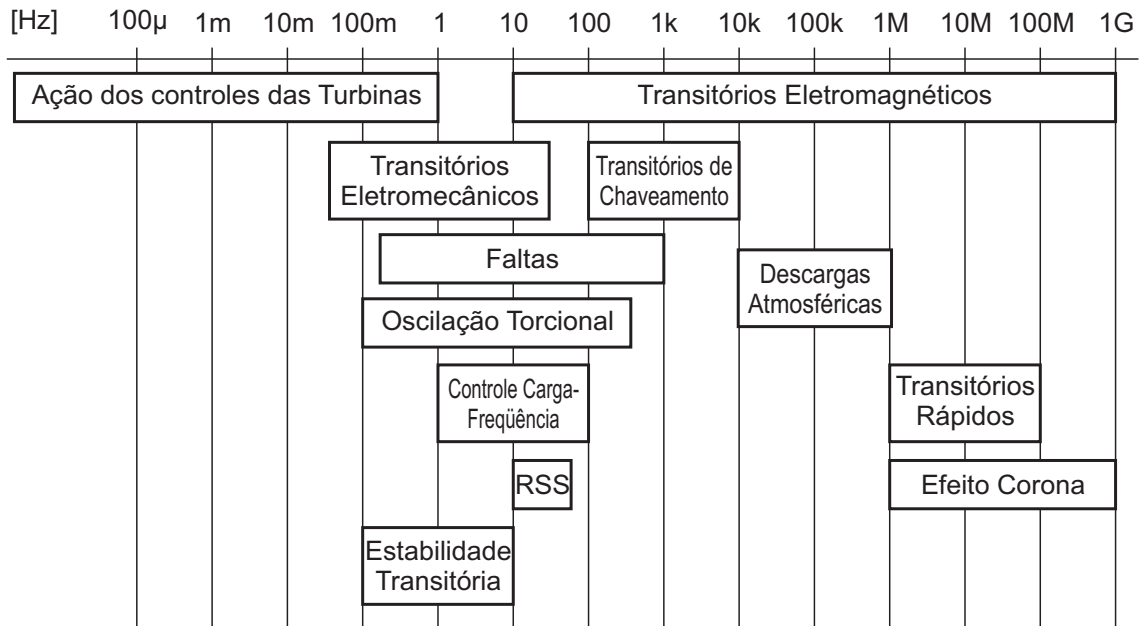 [Hz] 100µ 1m 10m 100m 1 10 100 1k 10k 100k 1M 10M 100M 1G
Ação dos controles das Turbinas
Transitórios Eletromagnéticos
Transitórios
Eletromecânicos
Transitórios de
Chaveamento
Faltas
Descargas
Atmosféricas
Oscilação Torcional
Controle Carga-
Freqüência
Transitórios
Rápidos
RSS
Efeito Corona
Estabilidade
Transitória